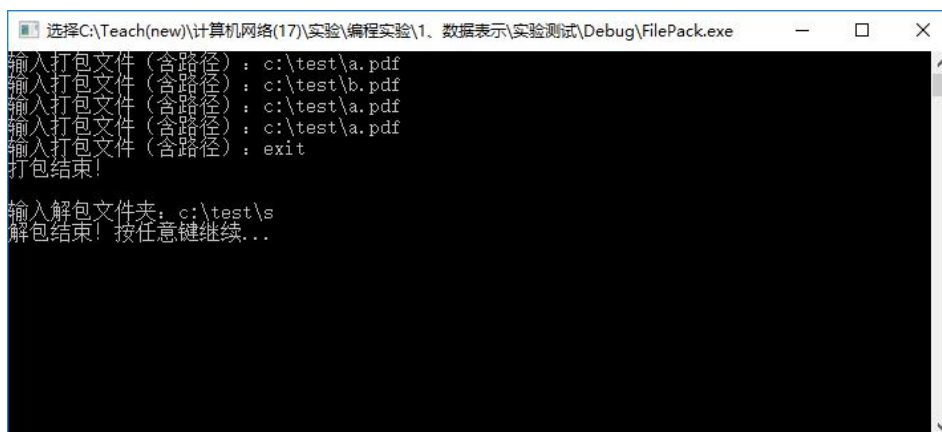 选择C:\Teach(new)\计算机网络(17)\实验\编程实验\1、数据表示\实验测试\Debug\FilePack.exe
输入打包文件（含路径）：c:\test\a.pdf
输入打包文件（含路径）：c:\test\b.pdf
输入打包文件（含路径）：c:\test\a.pdf
输入打包文件（含路径）：c:\test\a.pdf
输入打包文件（含路径）：exit
打包结束！
输入解包文件夹：c:\test\s
解包结束！按任意键继续...